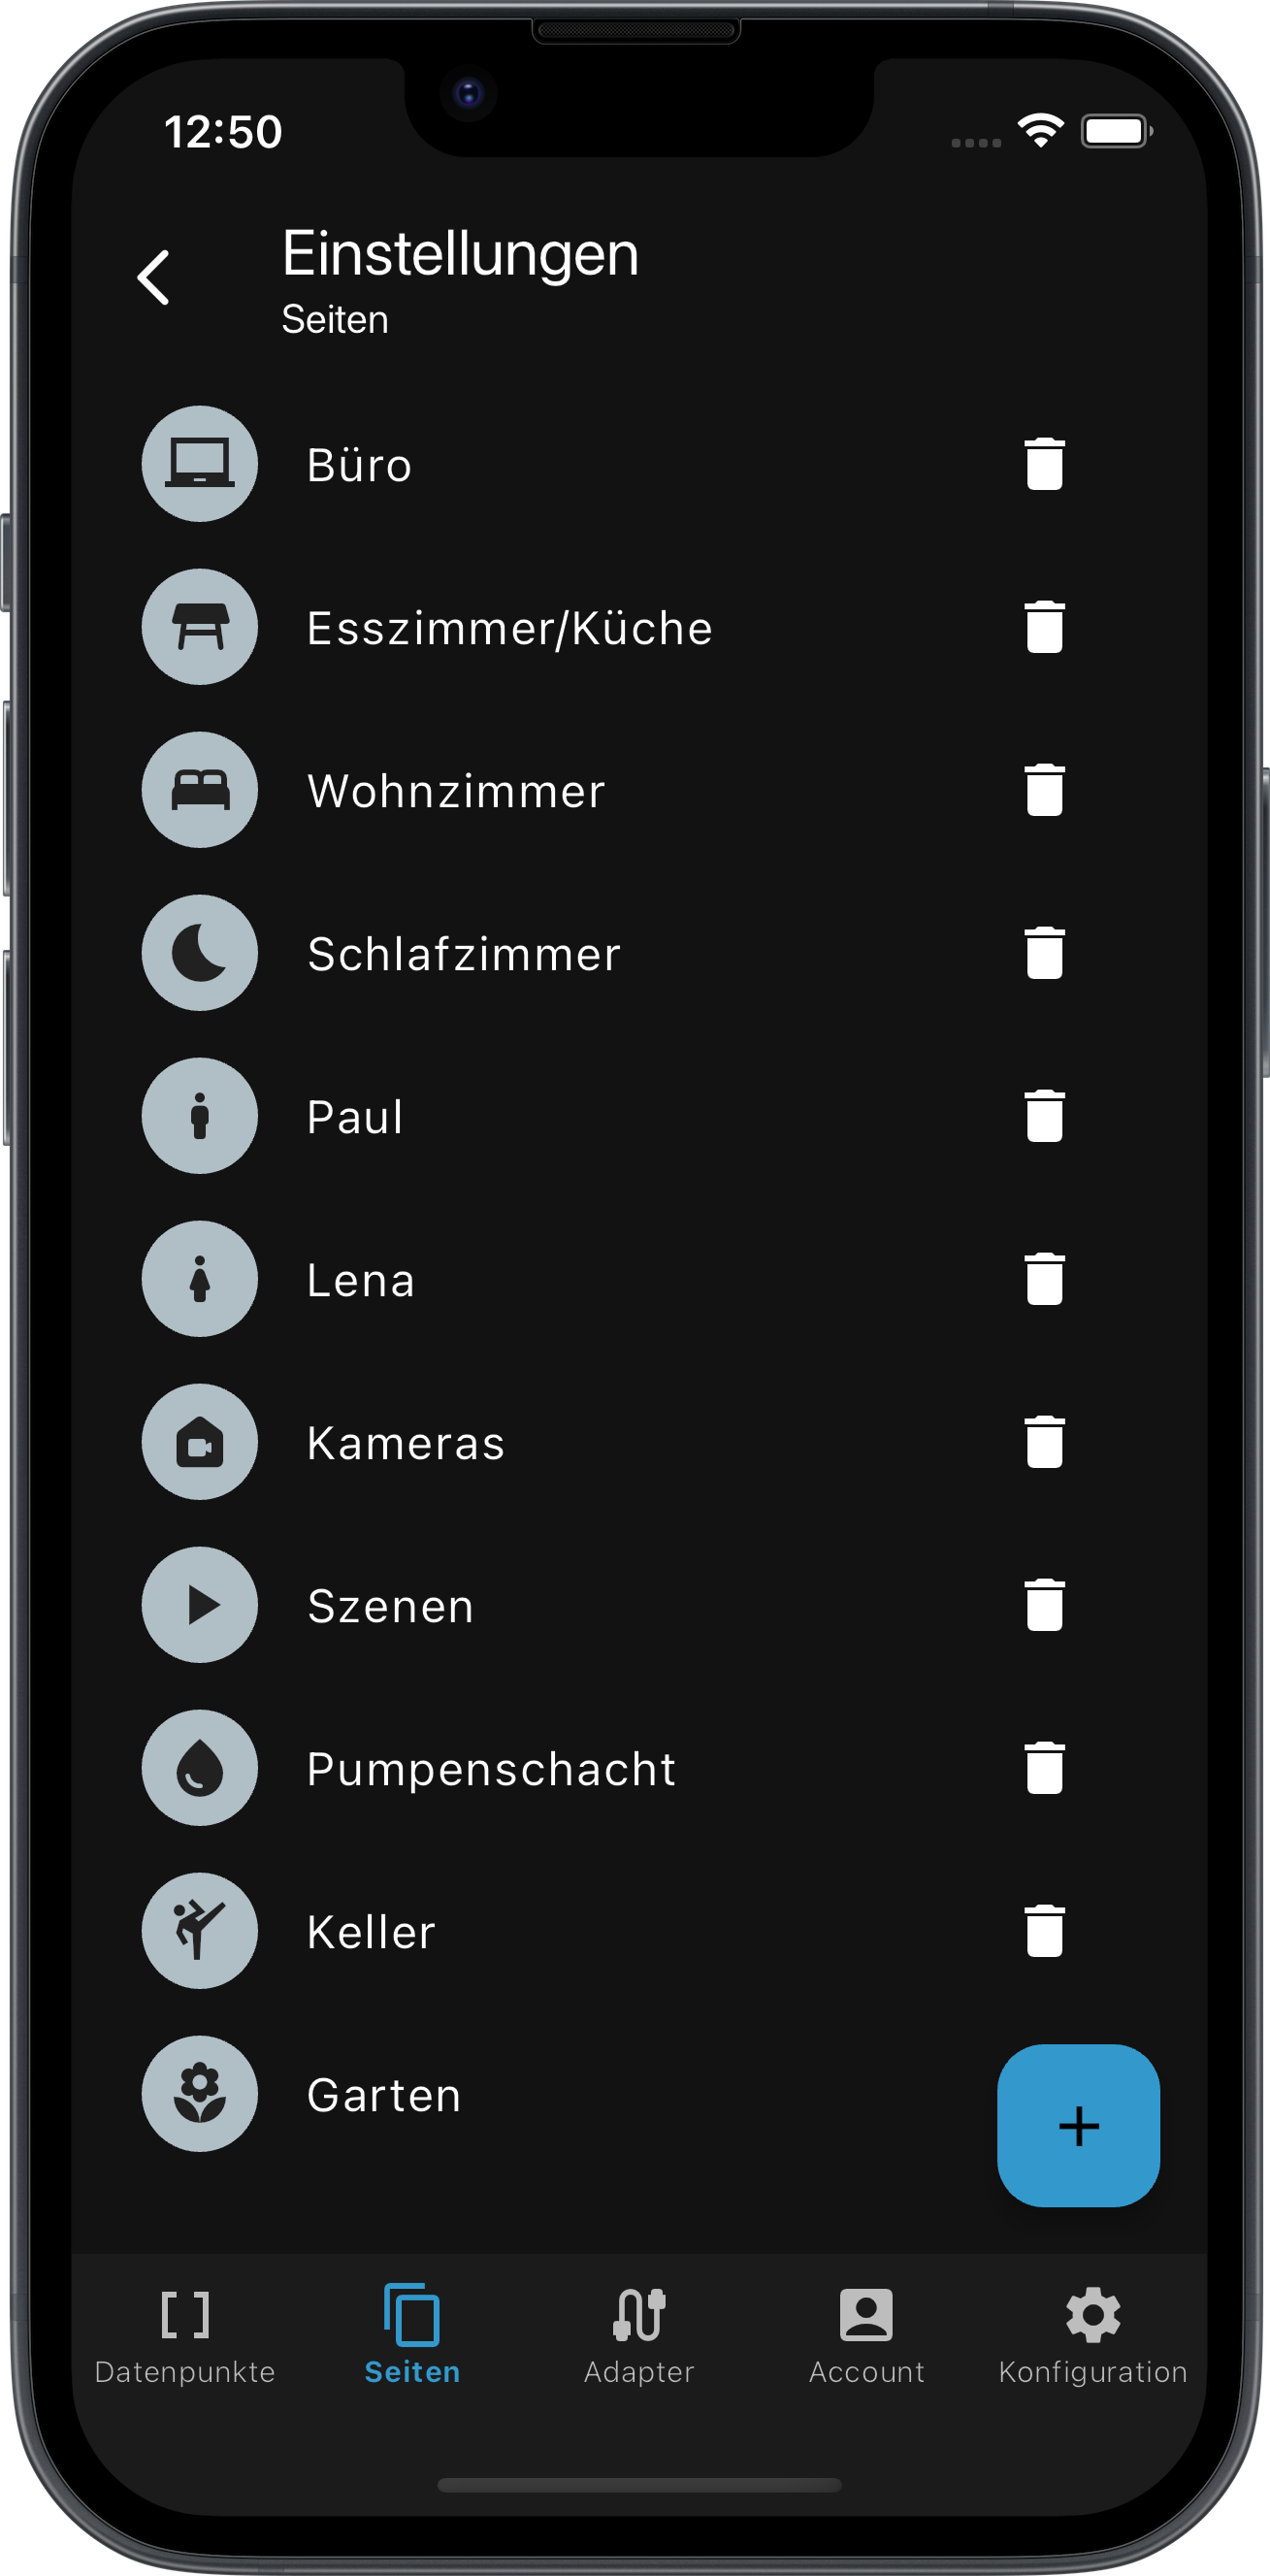 12:50
Einstellungen
Seiten
Büro
Esszimmer/Küche
Wohnzimmer
Schlafzimmer
Paul
Lena
Kameras
Szenen
Pumpenschacht
Keller
Garten
Datenpunkte Seiten Adapter Account Konfiguration